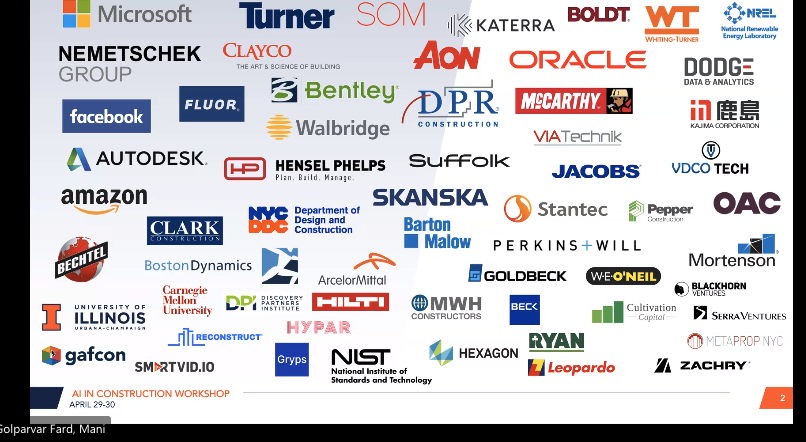 Microsoft
Turner
SOM
KATERRA
BOLDT
WT
WHITING-TURNER
NREL
National Renewable
Energy Laboratory
NEMETSCHEK
GROUP
CLAYCO
THE ART & SCIENCE OF BUILDING
AON
ORACLE
DODGE
DATA & ANALYTICS
facebook
FLUOR
Bentley
DPR
CONSTRUCTION
McCARTHY
鹿島
KAJIMA CORPORATION
Walbridge
VIATechnik
AUTODESK
HP
HENSEL PHELPS
Plan. Build. Manage.
SUFFOLK
JACOBS
VDCO TECH
amazon
SKANSKA
Stantec
Pepper
Construction
OAC
CLARK
CONSTRUCTION
NYC
DDC
Department of
Design and
Construction
Barton
Malow
PERKINS+WILL
Mortenson
BECHTEL
BostonDynamics
ArcelorMittal
GOLDBECK
W·E·O'NEIL
BLACKHORN
VENTURES
UNIVERSITY OF
ILLINOIS
URBANA-CHAMPAIGN
Carnegie
Mellon
University
DPI
DISCOVERY
PARTNERS
INSTITUTE
HILTI
MWH
CONSTRUCTORS
BECK
Cultivation
Capital
SERRA VENTURES
RECONSTRUCT
HYPAR
gafcon
SMARTVID.IO
Gryps
NIST
National Institute of
Standards and Technology
HEXAGON
RYAN
Leopardo
METAPROP NYC
ZACHRY
AI IN CONSTRUCTION WORKSHOP
APRIL 29-30
2
Golparvar Fard, Mani